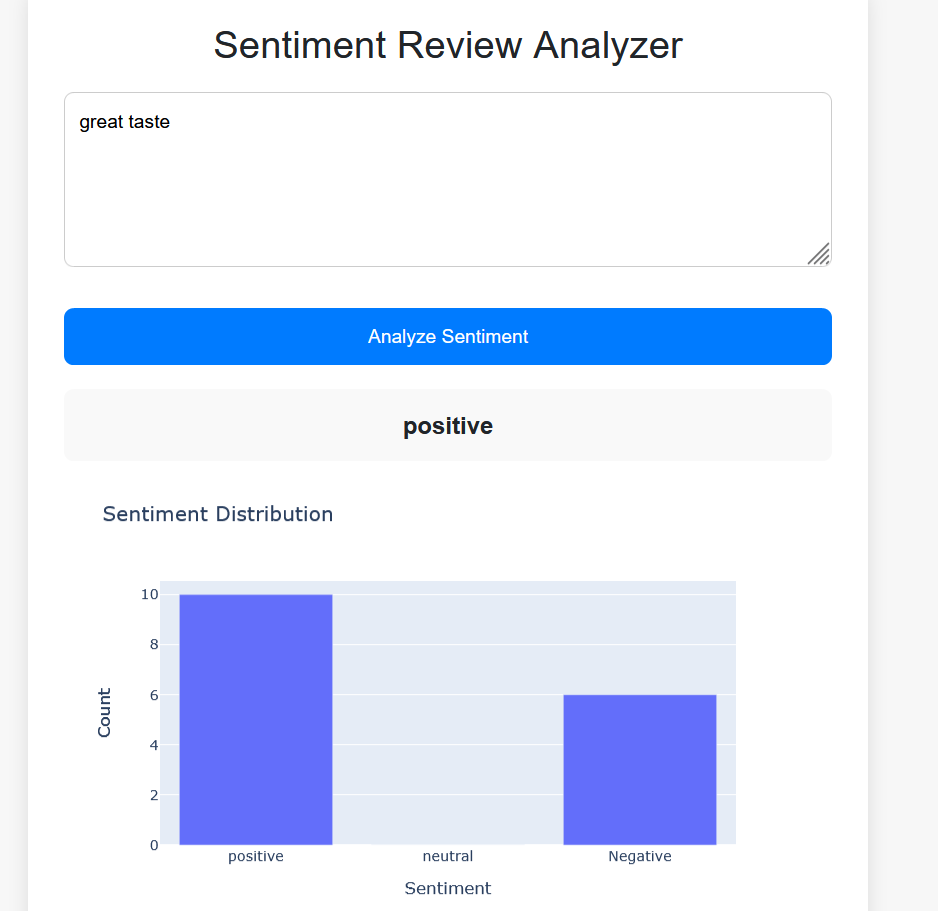 Sentiment Review Analyzer
great taste
Analyze Sentiment
positive
Sentiment Distribution
10
8
6
4
2
0
Count
positive neutral Negative
Sentiment